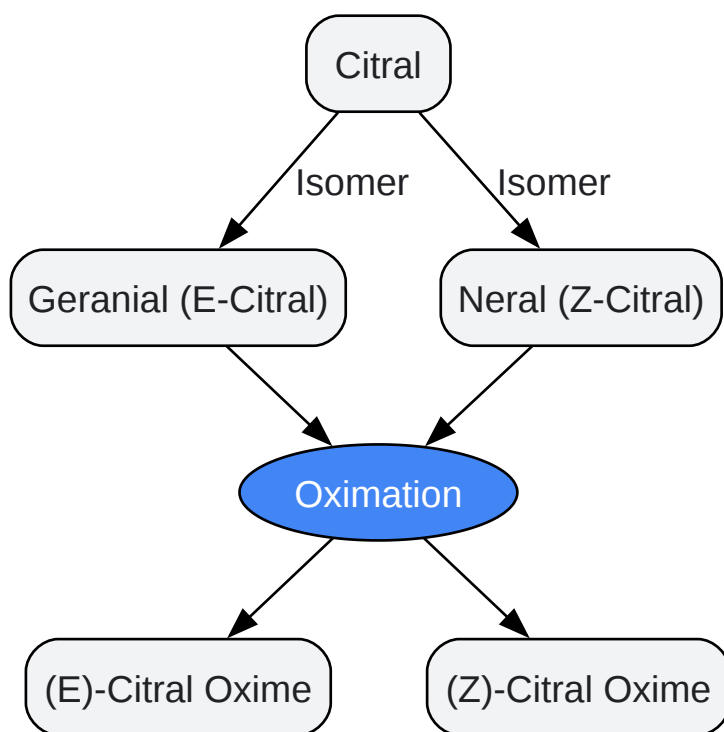 Citral
Isomer
Isomer
Geranial (E-Citral)
Neral (Z-Citral)
Oximation
(E)-Citral Oxime
(Z)-Citral Oxime